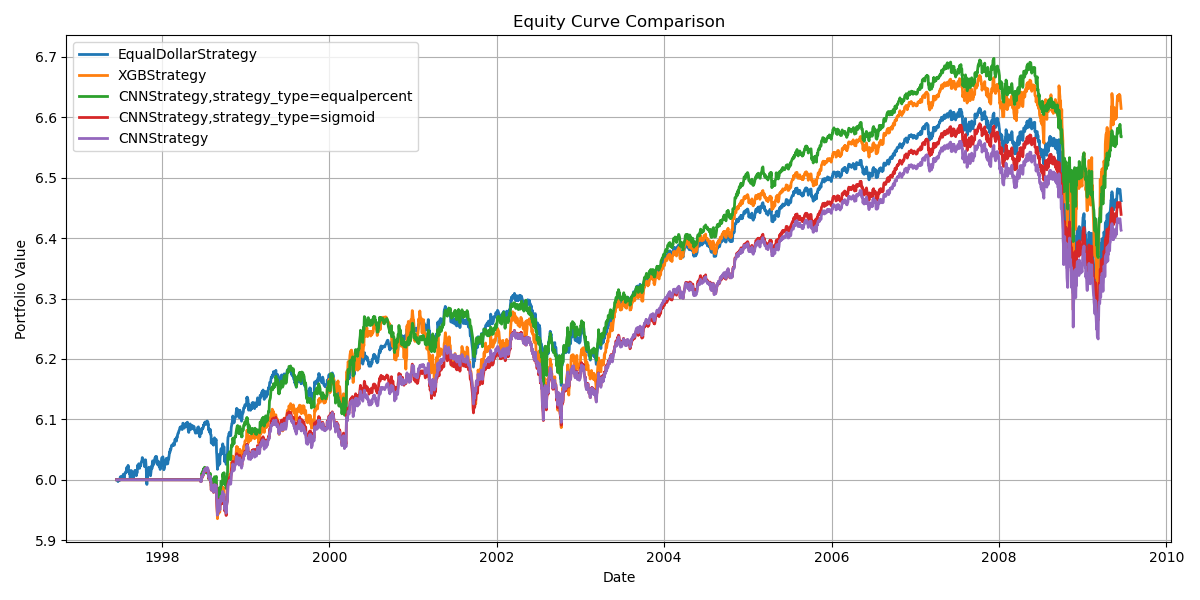 Equity Curve Comparison
EqualDollarStrategy
XGBStrategy
CNNStrategy,strategy_type=equalpercent
CNNStrategy,strategy_type=sigmoid
CNNStrategy
Portfolio Value
6.7
6.6
6.5
6.4
6.3
6.2
6.1
6.0
5.9
1998 2000 2002 2004 2006 2008 2010
Date